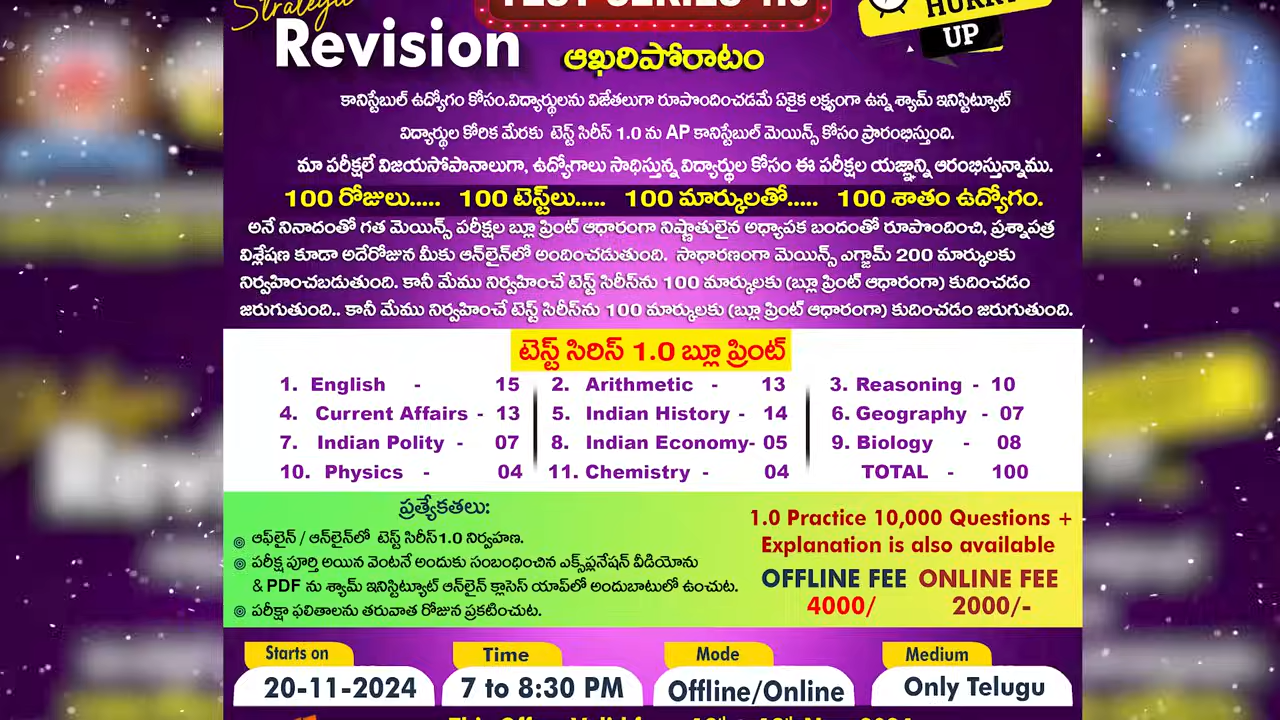 Strategic
TEST SERIES 1.0
HURRY
UP
Revision
ఆఖరిపోరాటం
కానిస్టేబుల్ ఉద్యోగం కోసం.విద్యార్థులను విజేతలుగా రూపొందించడమే ఏకైక లక్ష్యంగా ఉన్న శ్యామ్ ఇనిస్టిట్యూట్
విద్యార్థుల కోరిక మేరకు టెస్ట్ సిరీస్ 1.0 ను AP కానిస్టేబుల్ మెయిన్స్ కోసం ప్రారంభిస్తుంది.
మా పరీక్షలే విజయసోపానాలుగా, ఉద్యోగాలు సాధిస్తున్న విద్యార్థుల కోసం ఈ పరీక్షల యజ్ఞాన్ని ఆరంభిస్తున్నాము.
100 రోజులు..... 100 టెస్ట్‌లు..... 100 మార్కులతో..... 100 శాతం ఉద్యోగం.
అనే నినాదంతో గత మెయిన్స్ పరీక్షల బ్లూ ప్రింట్ ఆధారంగా నిష్ణాతులైన అధ్యాపక బృందంతో రూపొందించి, ప్రశ్నాపత్ర
విశ్లేషణ కూడా అదేరోజున మీకు ఆన్‌లైన్‌లో అందించడుతుంది. సాధారణంగా మెయిన్స్ ఎగ్జామ్ 200 మార్కులకు
నిర్వహించబడుతుంది. కానీ మేము నిర్వహించే టెస్ట్ సిరీస్‌ను 100 మార్కులకు (బ్లూ ప్రింట్ ఆధారంగా) కుదించడం
జరుగుతుంది.. కానీ మేము నిర్వహించే టెస్ట్ సిరీస్‌ను 100 మార్కులకు (బ్లూ ప్రింట్ ఆధారంగా) కుదించడం జరుగుతుంది.
టెస్ట్ సిరిస్ 1.0 బ్లూ ప్రింట్
1. English - 15 2. Arithmetic - 13 3. Reasoning - 10
4. Current Affairs - 13 5. Indian History - 14 6. Geography - 07
7. Indian Polity - 07 8. Indian Economy- 05 9. Biology - 08
10. Physics - 04 11. Chemistry - 04 TOTAL - 100
ప్రత్యేకతలు:
ఆఫ్‌లైన్ / ఆన్‌లైన్‌లో టెస్ట్ సిరీస్1.0 నిర్వహణ.
పరీక్ష పూర్తి అయిన వెంటనే అందుకు సంబంధించిన ఎక్స్‌ప్లనేషన్ వీడియోను
& PDF ను శ్యామ్ ఇనిస్టిట్యూట్ ఆన్‌లైన్ క్లాసెస్ యాప్‌లో అందుబాటులో ఉంచుట.
పరీక్షా ఫలితాలను తరువాత రోజున ప్రకటించుట.
1.0 Practice 10,000 Questions +
Explanation is also available
OFFLINE FEE ONLINE FEE
4000/ 2000/-
Starts on Time Mode Medium
20-11-2024 7 to 8:30 PM Offline/Online Only Telugu